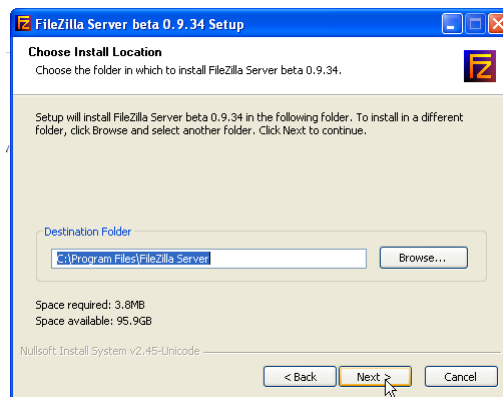 FileZilla Server beta 0.9.34 Setup
Choose Install Location
Choose the folder in which to install FileZilla Server beta 0.9.34.
FZ
Setup will install FileZilla Server beta 0.9.34 in the following folder. To install in a different
folder, click Browse and select another folder. Click Next to continue.
Destination Folder
C:\Program Files\FileZilla Server
Browse...
Space required: 3.8MB
Space available: 95.9GB
Nullsoft Install System v2.45-Unicode
< Back
Next >
Cancel